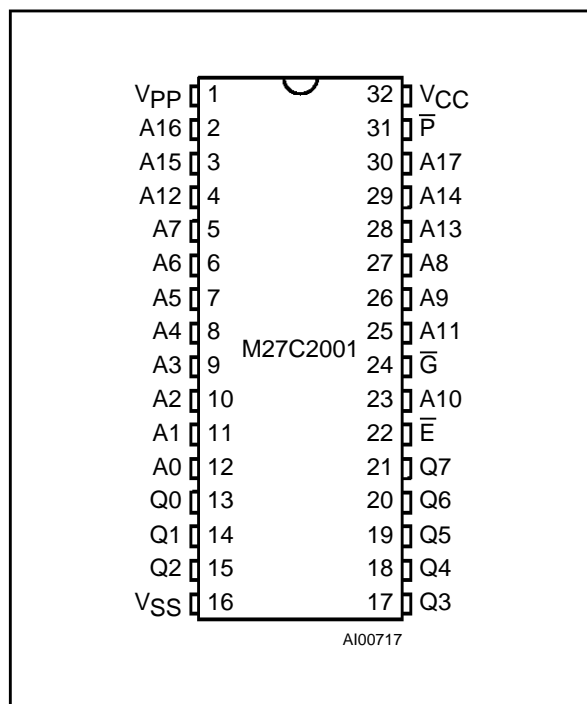 VPP 1 32 VCC
A16 2 31 P̅
A15 3 30 A17
A12 4 29 A14
A7 5 28 A13
A6 6 27 A8
A5 7 26 A9
A4 8 25 A11
M27C2001
A3 9 24 G̅
A2 10 23 A10
A1 11 22 E̅
A0 12 21 Q7
Q0 13 20 Q6
Q1 14 19 Q5
Q2 15 18 Q4
VSS 16 17 Q3
AI00717